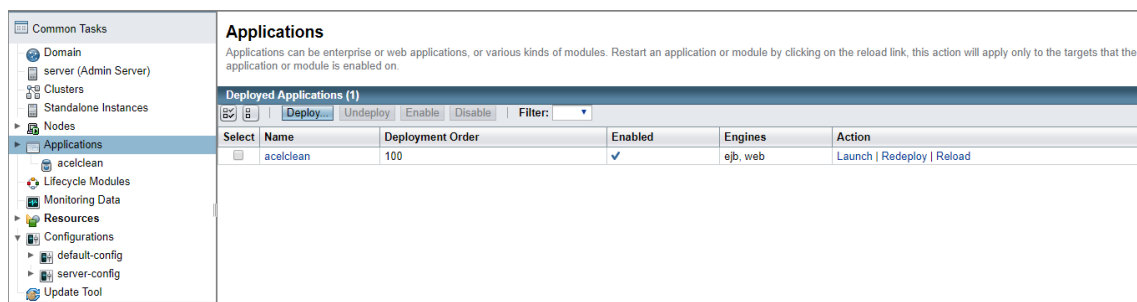 Common Tasks
Domain
server (Admin Server)
Clusters
Standalone Instances
Nodes
Applications
acelclean
Lifecycle Modules
Monitoring Data
Resources
Configurations
default-config
server-config
Update Tool
Applications
Applications can be enterprise or web applications, or various kinds of modules. Restart an application or module by clicking on the reload link, this action will apply only to the targets that the
application or module is enabled on.
Deployed Applications (1)
Deploy... Undeploy Enable Disable Filter:
Select Name Deployment Order Enabled Engines Action
acelclean 100 ejb, web Launch | Redeploy | Reload